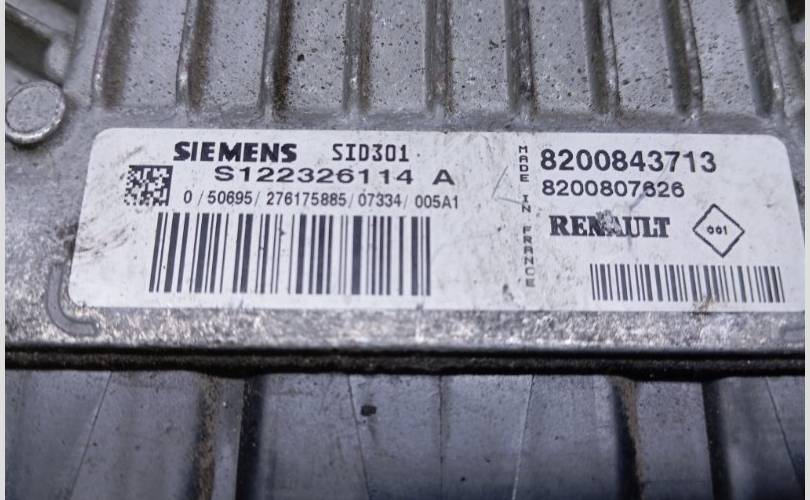 SIEMENS SID301
S122326114 A
0/50695/276175885/07334/005A1
MADE IN FRANCE
8200843713
8200807626
RENAULT 001